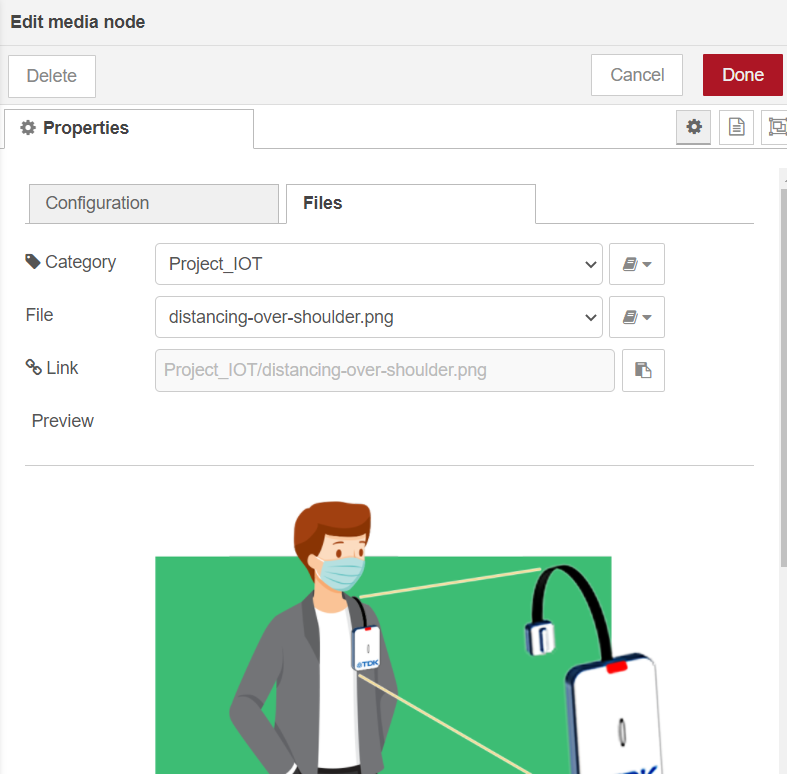 Edit media node
Delete
Cancel
Done
Properties
Configuration
Files
Category
Project_IOT
File
distancing-over-shoulder.png
Link
Project_IOT/distancing-over-shoulder.png
Preview
TDK
TDK